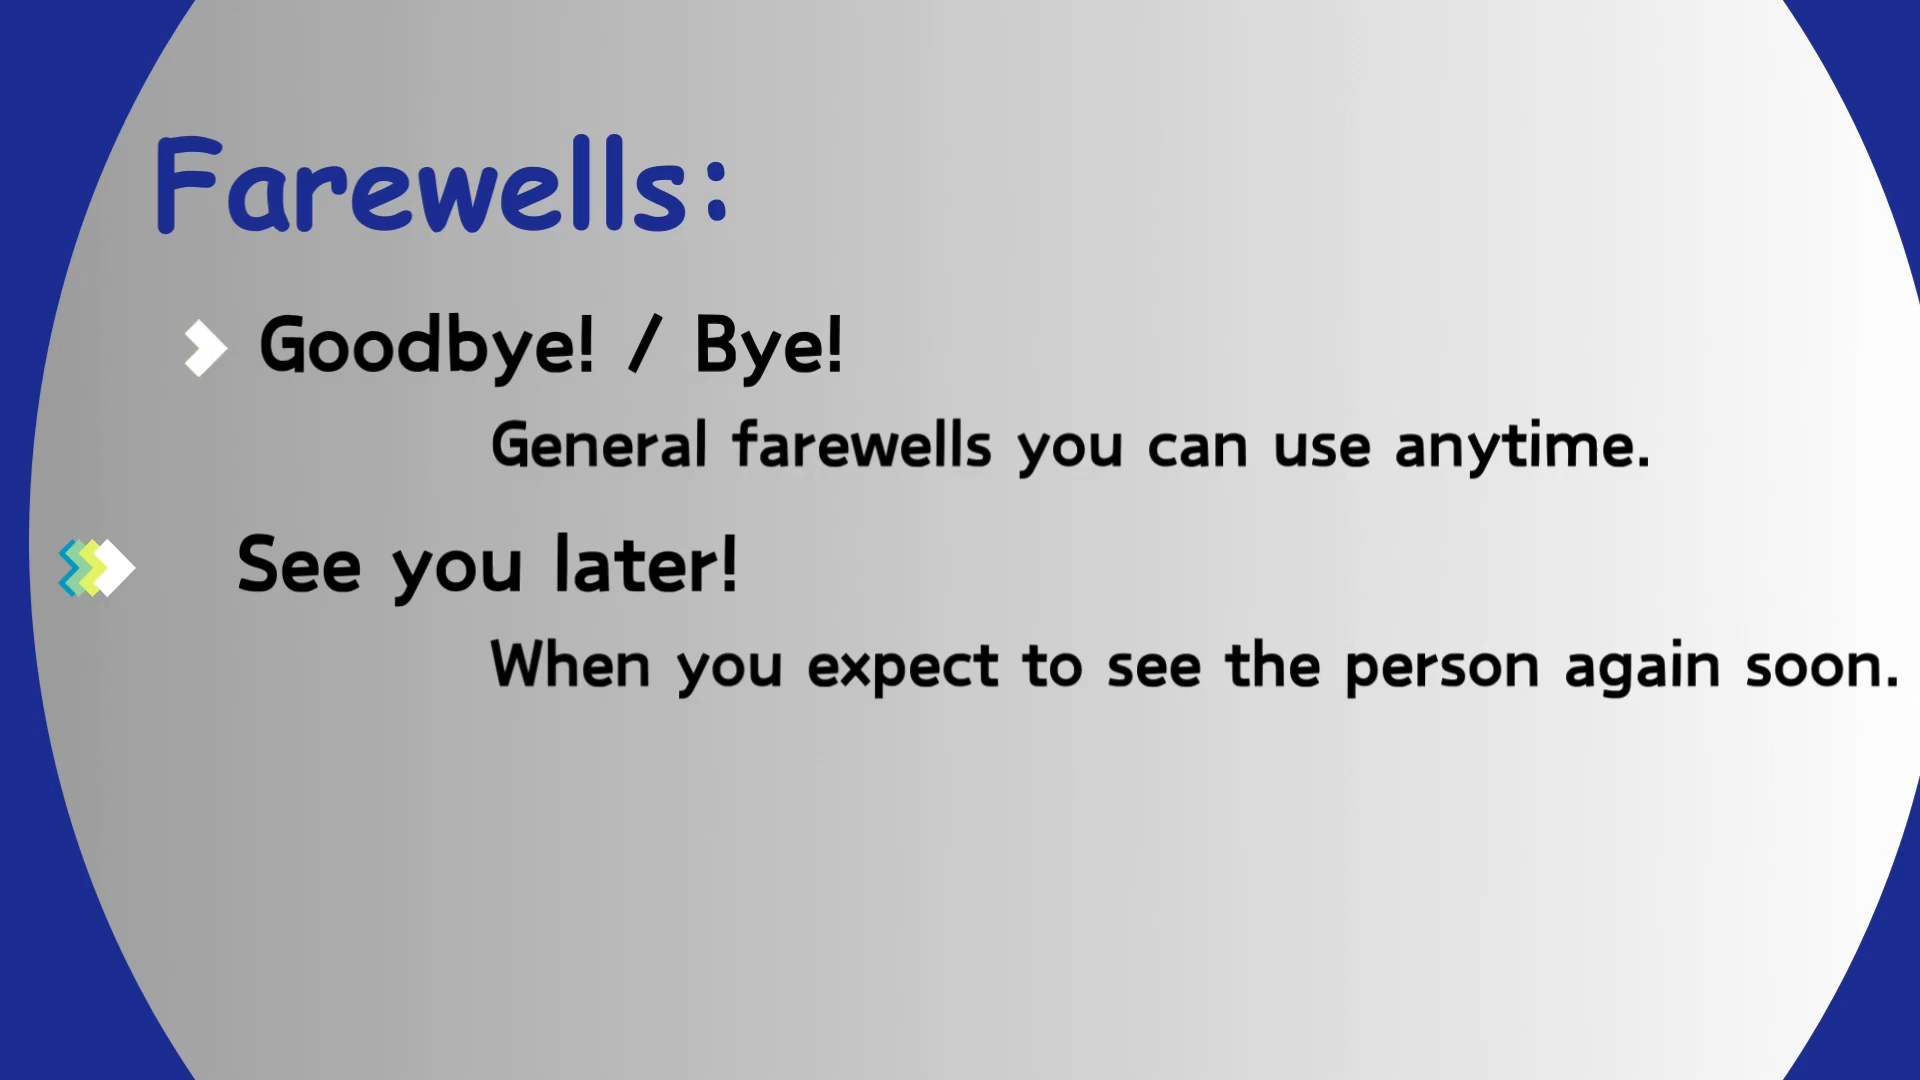 Farewells:
Goodbye! / Bye!
General farewells you can use anytime.
See you later!
When you expect to see the person again soon.